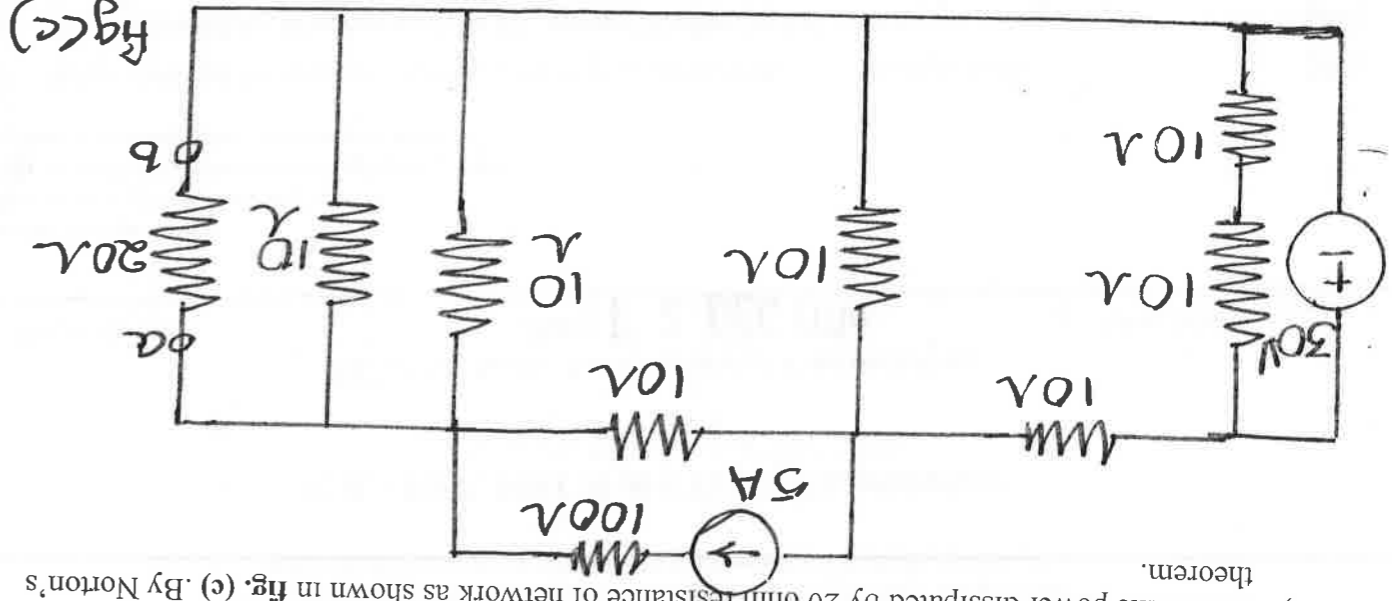 power dissipated by 20 ohm resistance of network as shown in fig. (c) .By Norton's
theorem.
5A
100Ω
10Ω
10Ω
30V
10Ω
10Ω
10Ω
10Ω
10Ω
20Ω
a
b
fig(c)
+
-